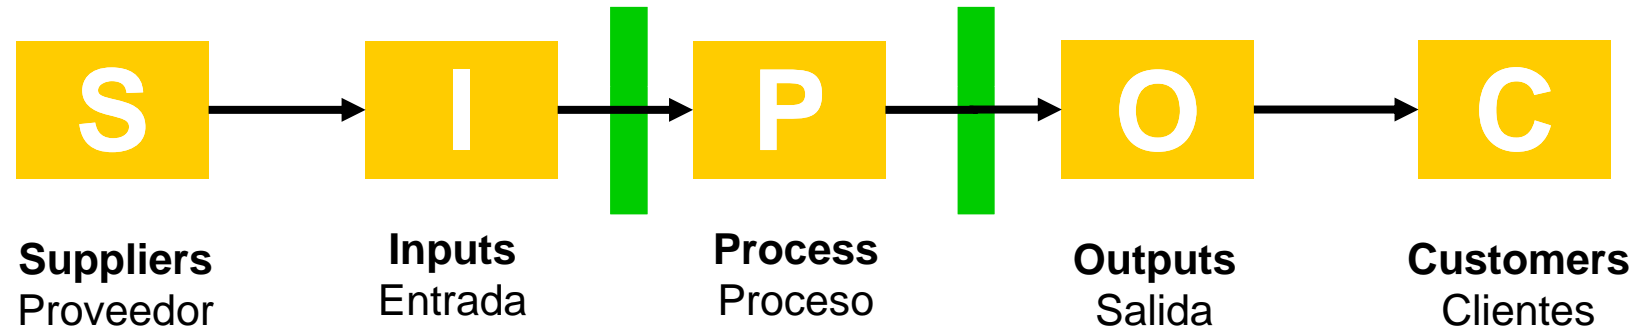 S I P O C
Suppliers
Proveedor
Inputs
Entrada
Process
Proceso
Outputs
Salida
Customers
Clientes